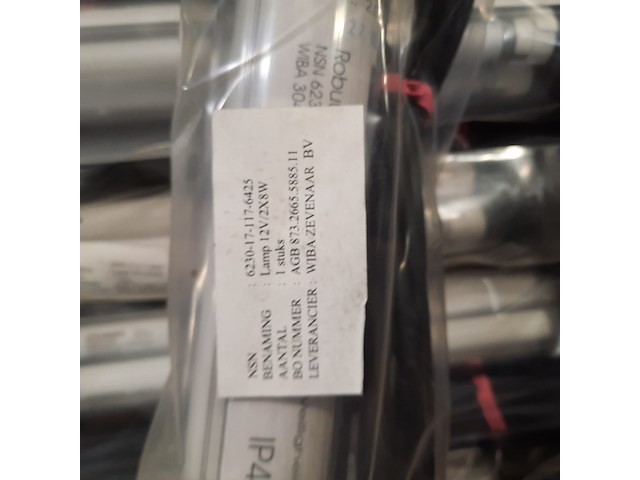 NSN : 6230-17-117-6425
BENAMING : Lamp 12V/2X8W
AANTAL : 1 stuks
BO NUMMER : AGB 873.2665.5885.11
LEVERANCIER : WIBA ZEVENAAR BV
NSN 623
WIBA 304
IP4